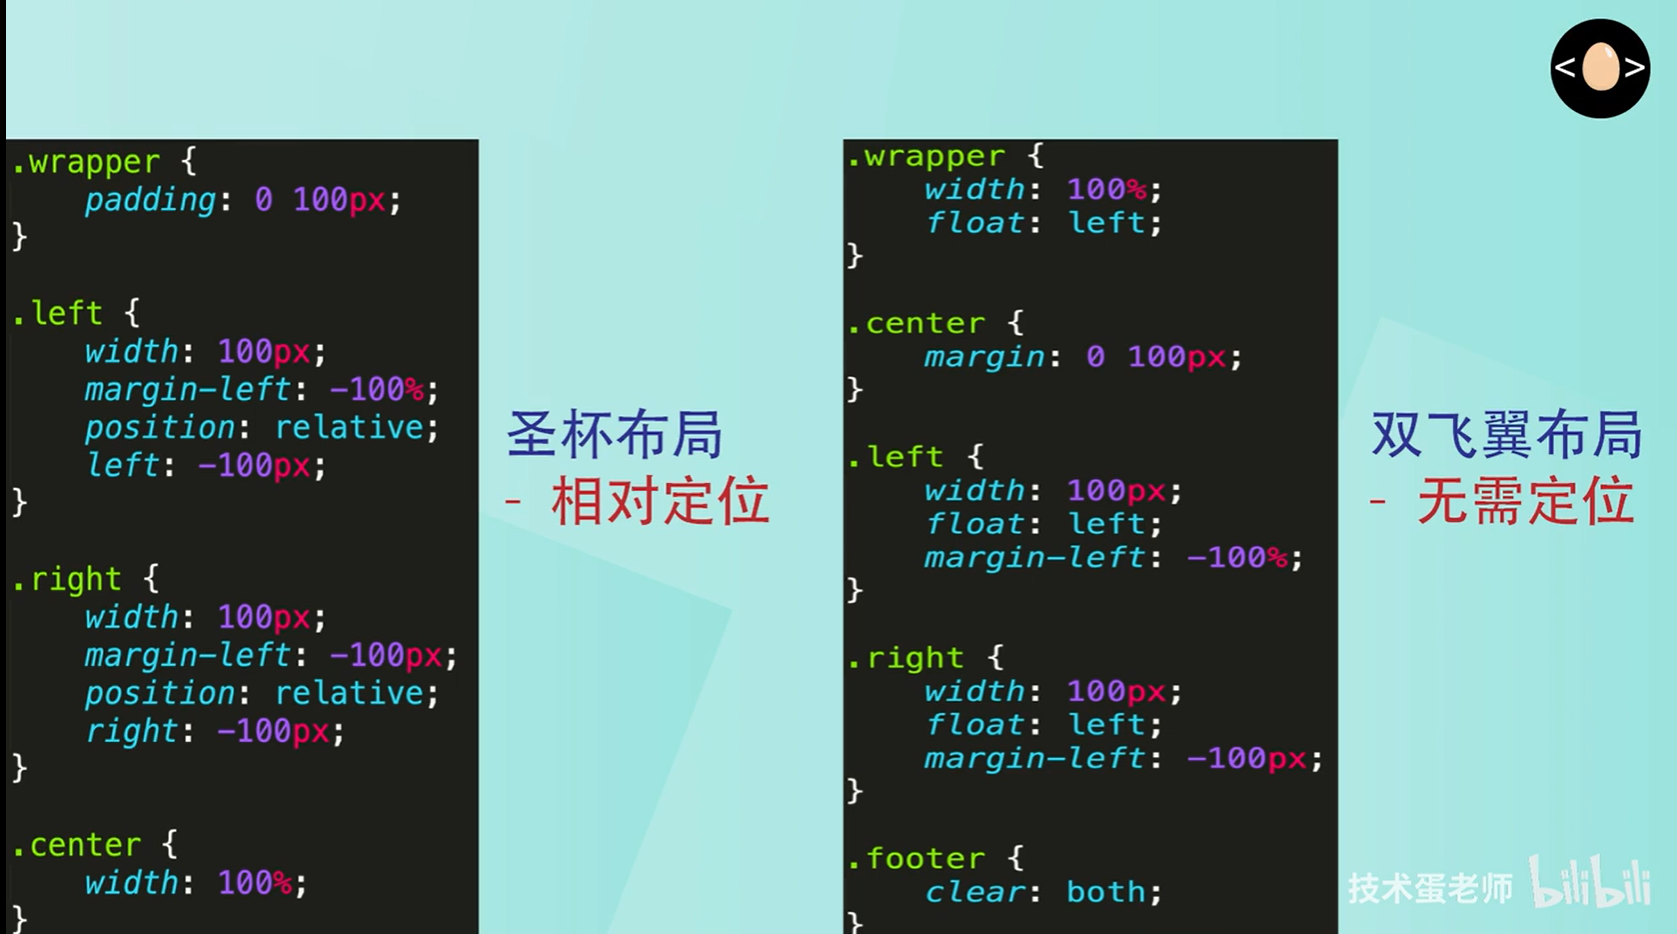 < >
.wrapper {
padding: 0 100px;
}
.left {
width: 100px;
margin-left: -100%;
position: relative;
left: -100px;
}
.right {
width: 100px;
margin-left: -100px;
position: relative;
right: -100px;
}
.center {
width: 100%;
}
圣杯布局
- 相对定位
.wrapper {
width: 100%;
float: left;
}
.center {
margin: 0 100px;
}
.left {
width: 100px;
float: left;
margin-left: -100%;
}
.right {
width: 100px;
float: left;
margin-left: -100px;
}
.footer {
clear: both;
}
双飞翼布局
- 无需定位
技术蛋老师 bilibili